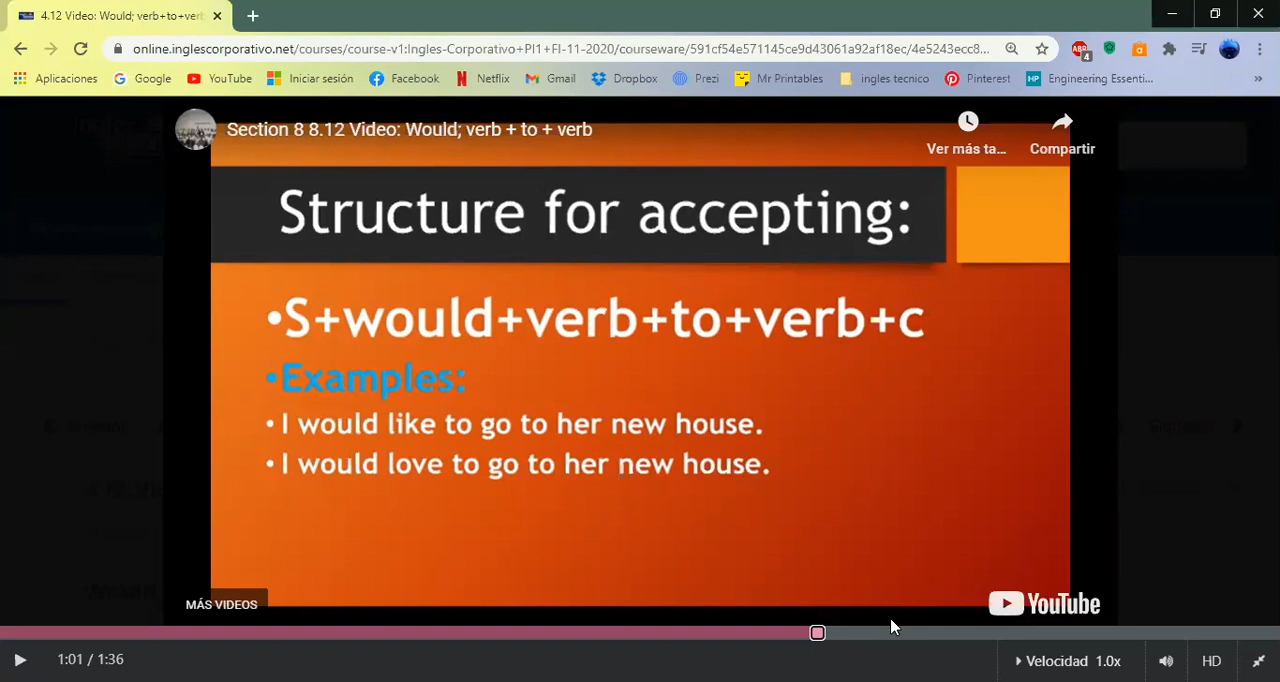 4.12 Video: Would; verb+to+verb
online.inglescorporativo.net/courses/course-v1:Ingles-Corporativo+PI1+FI-11-2020/courseware/591cf54e571145ce9d43061a92af18ec/4e5243ecc8...
ABP 4
Aplicaciones Google YouTube Iniciar sesión Facebook Netflix Gmail Dropbox Prezi Mr Printables ingles tecnico Pinterest HP Engineering Essenti... »
Section 8 8.12 Video: Would; verb + to + verb
Ver más ta... Compartir
Structure for accepting:
•S+would+verb+to+verb+c
•Examples:
• I would like to go to her new house.
• I would love to go to her new house.
MÁS VIDEOS YouTube
1:01 / 1:36 Velocidad 1.0x HD